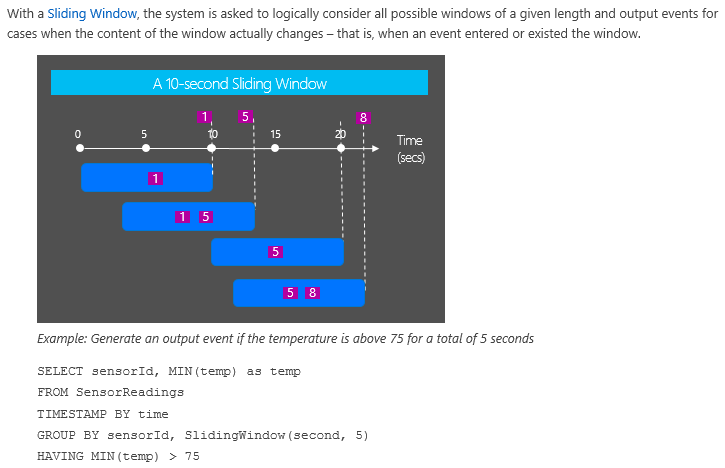 With a Sliding Window, the system is asked to logically consider all possible windows of a given length and output events for
cases when the content of the window actually changes – that is, when an event entered or existed the window.
A 10-second Sliding Window
1 5 8
0 5 10 15 20
Time
(secs)
1
1 5
5
5 8
Example: Generate an output event if the temperature is above 75 for a total of 5 seconds
SELECT sensorId, MIN(temp) as temp
FROM SensorReadings
TIMESTAMP BY time
GROUP BY sensorId, SlidingWindow(second, 5)
HAVING MIN(temp) > 75